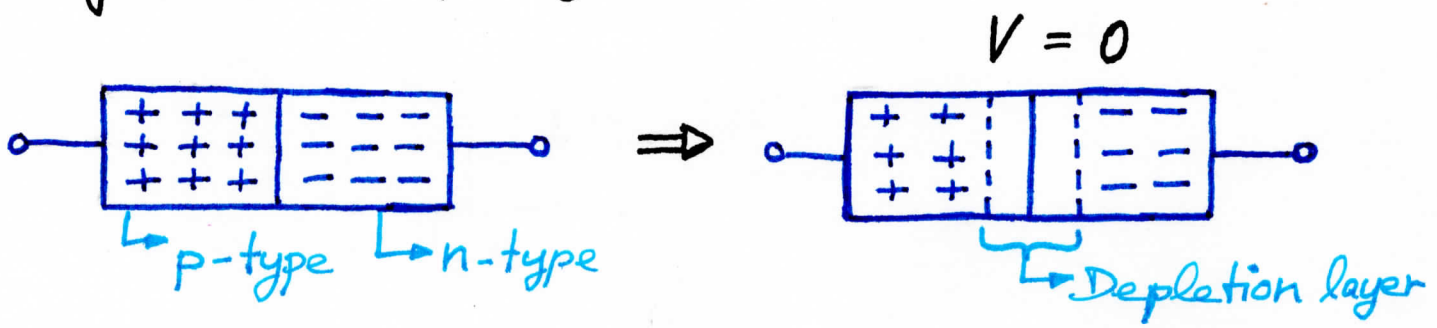 V = 0
+ + + − − −
+ + + − − −
+ + + − − −
+ + − −
+ + − −
+ + − −
p-type
n-type
Depletion layer